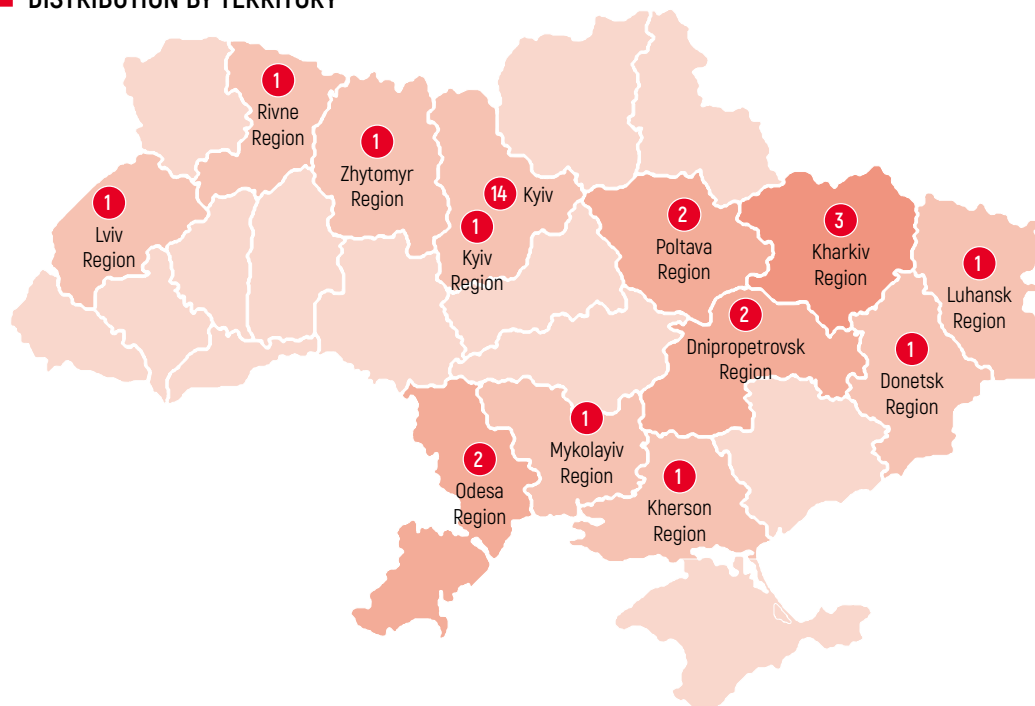 DISTRIBUTION BY TERRITORY
1
Rivne
Region
1
Zhytomyr
Region
14 Kyiv
1
Kyiv
Region
1
Lviv
Region
2
Poltava
Region
3
Kharkiv
Region
1
Luhansk
Region
2
Dnipropetrovsk
Region
1
Donetsk
Region
1
Mykolayiv
Region
2
Odesa
Region
1
Kherson
Region